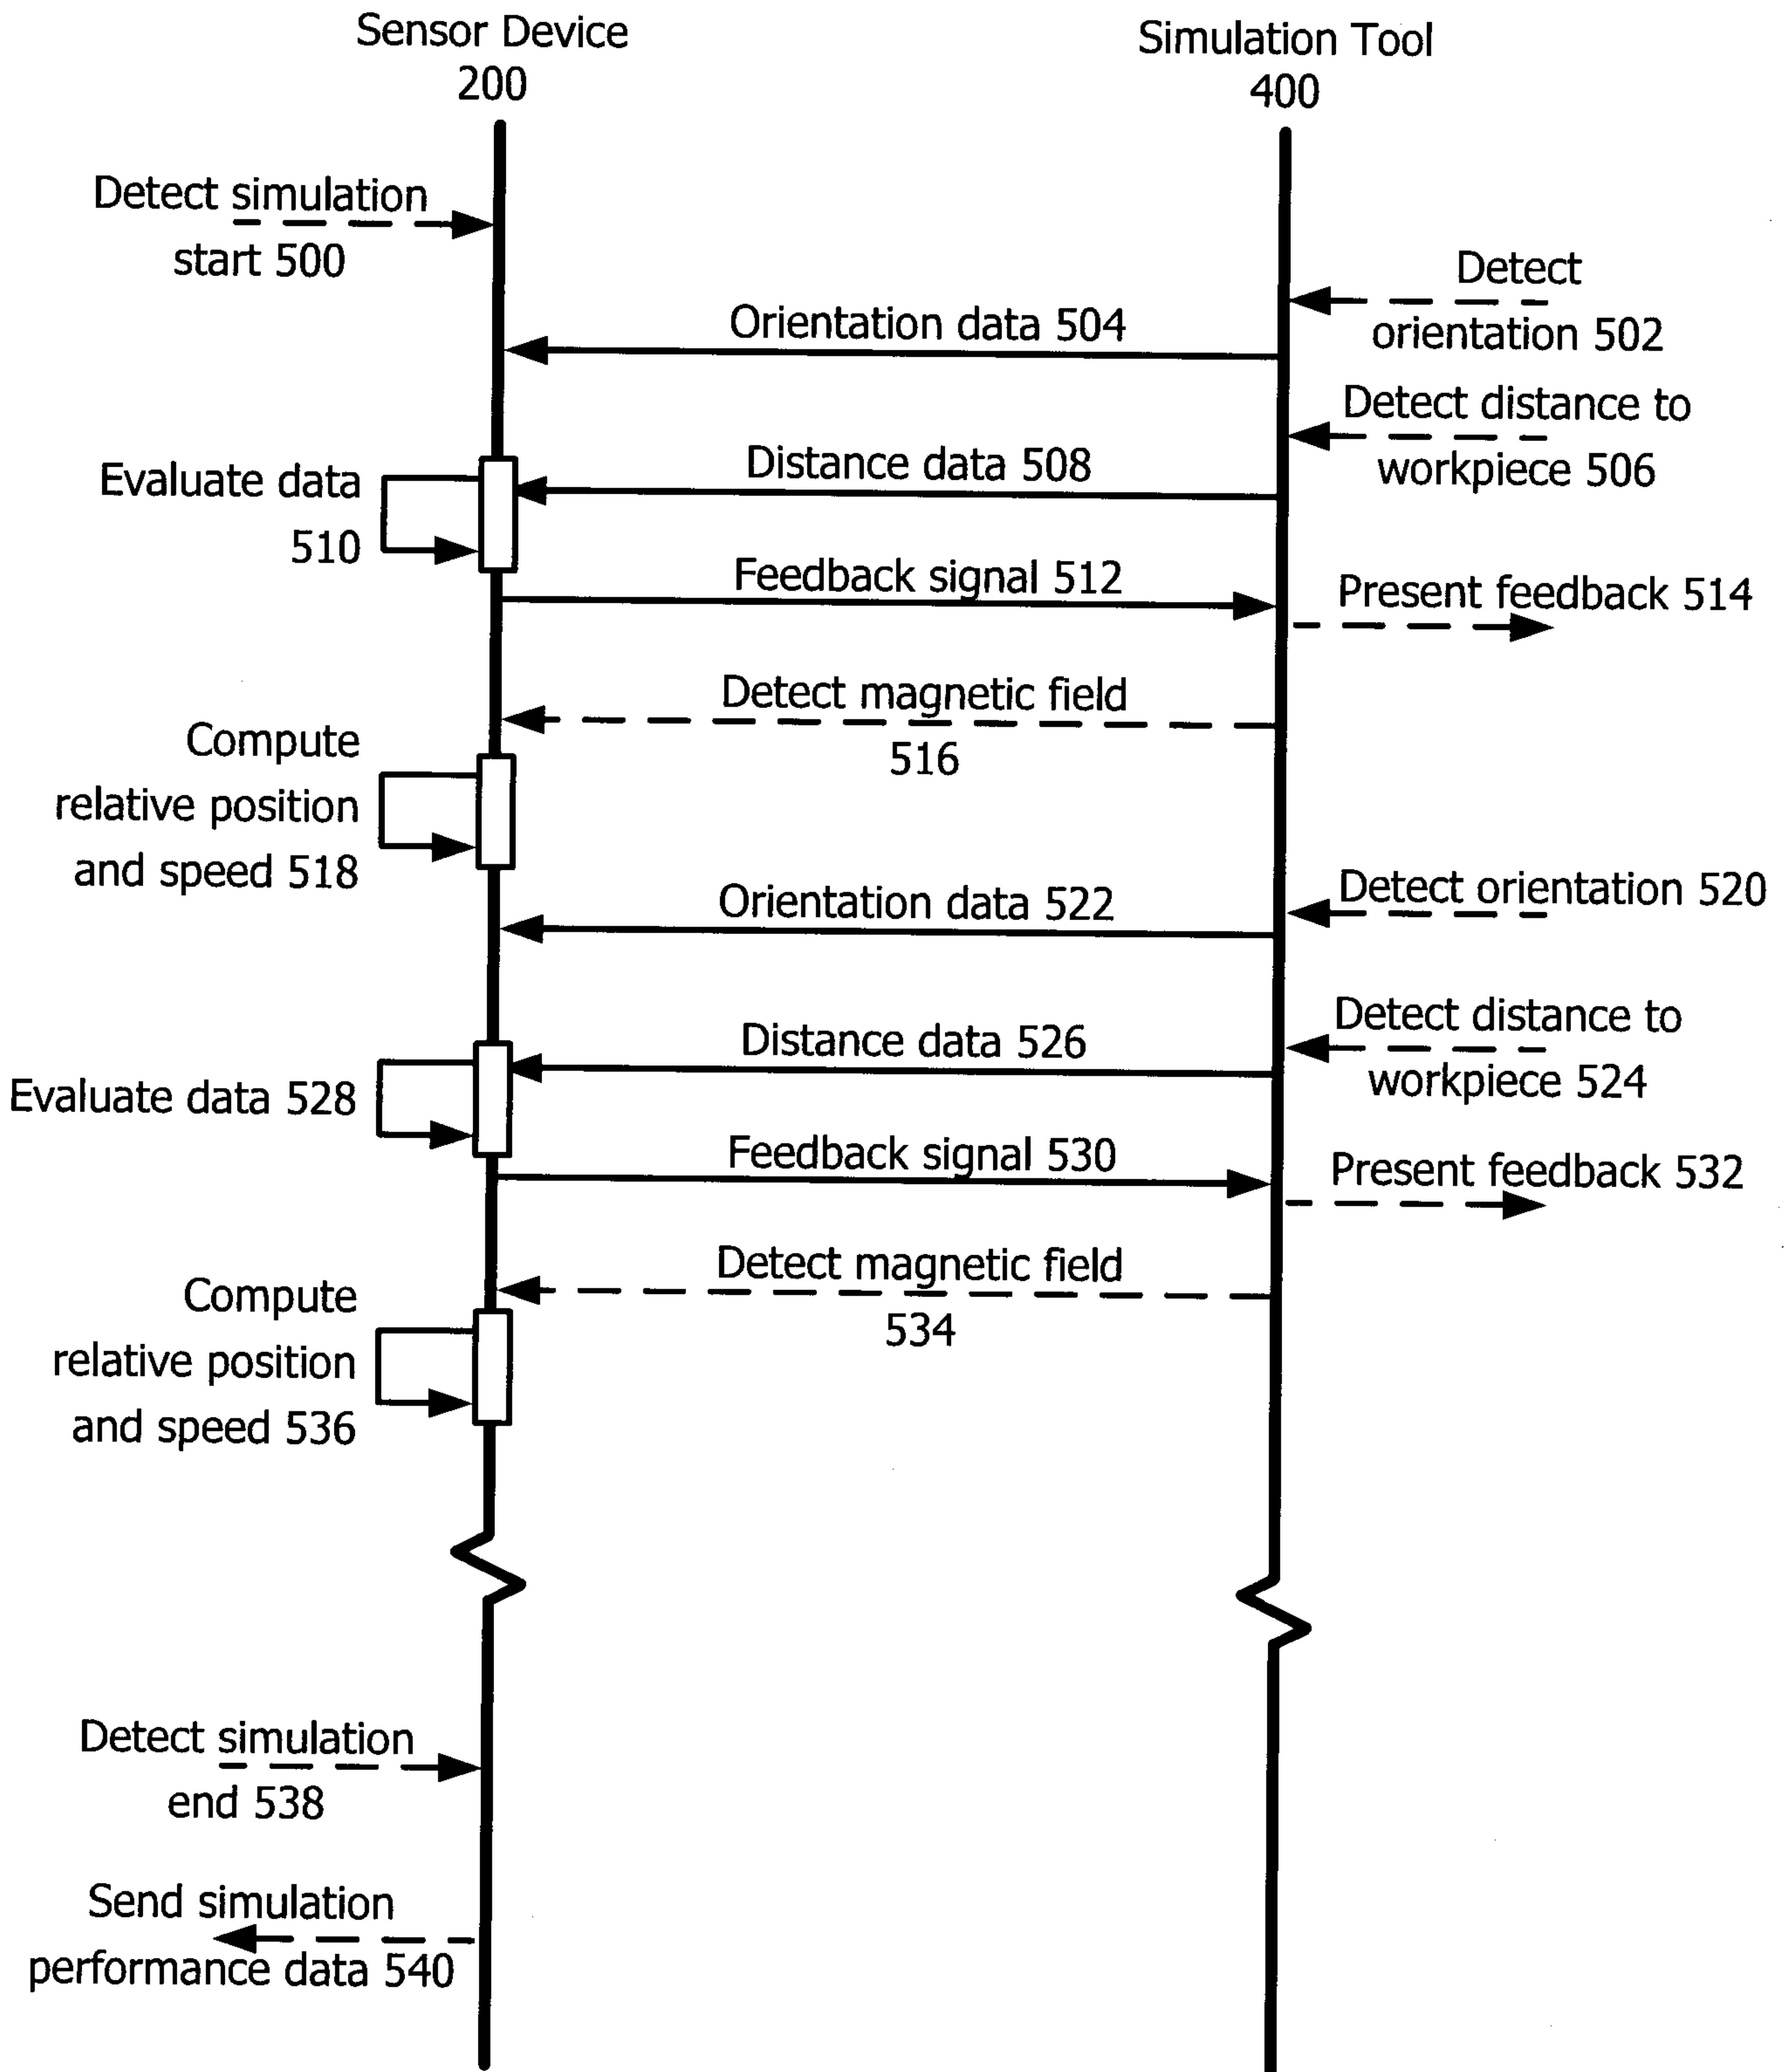 Sensor Device
200
Simulation Tool
400
Detect simulation
start 500
Detect
orientation 502
Orientation data 504
Detect distance to
workpiece 506
Distance data 508
Evaluate data
510
Feedback signal 512
Present feedback 514
Detect magnetic field
516
Compute
relative position
and speed 518
Detect orientation 520
Orientation data 522
Detect distance to
workpiece 524
Distance data 526
Evaluate data 528
Feedback signal 530
Present feedback 532
Detect magnetic field
534
Compute
relative position
and speed 536
Detect simulation
end 538
Send simulation
performance data 540